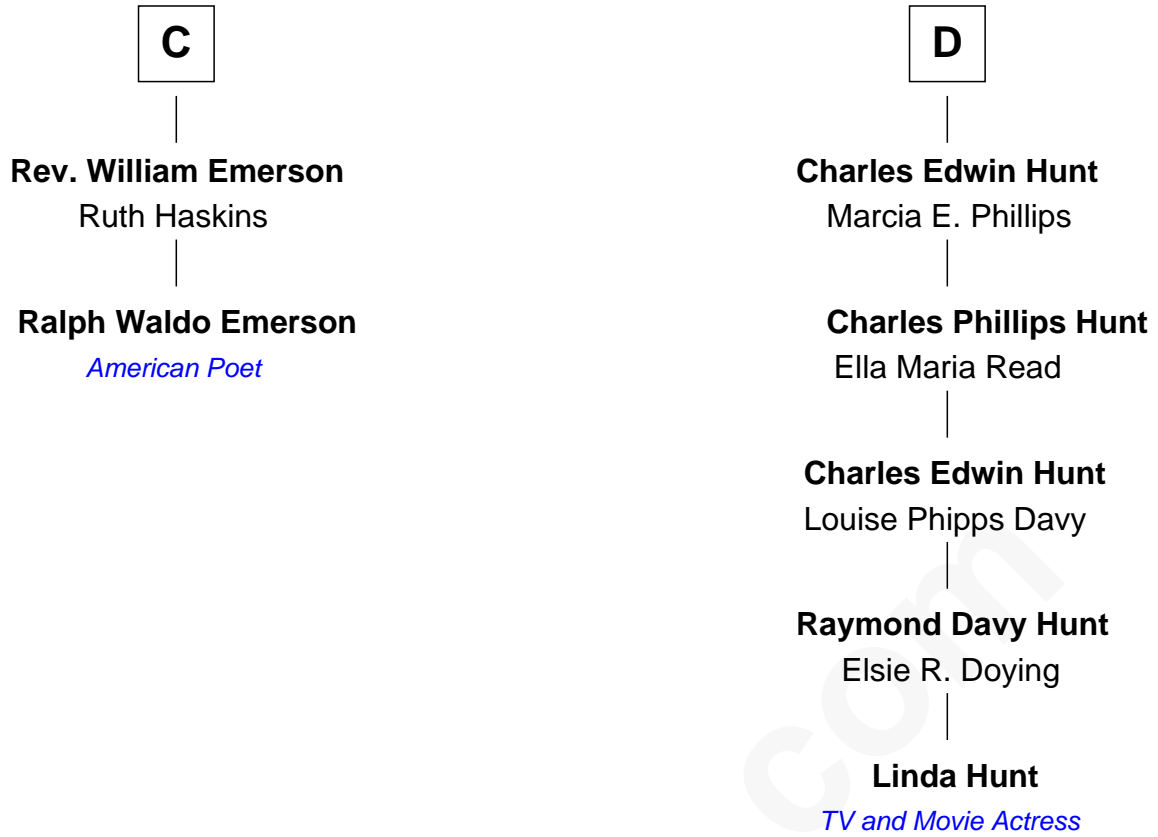 C
Rev. William Emerson
Ruth Haskins
Ralph Waldo Emerson
American Poet
D
Charles Edwin Hunt
Marcia E. Phillips
Charles Phillips Hunt
Ella Maria Read
Charles Edwin Hunt
Louise Phipps Davy
Raymond Davy Hunt
Elsie R. Doying
Linda Hunt
TV and Movie Actress
com